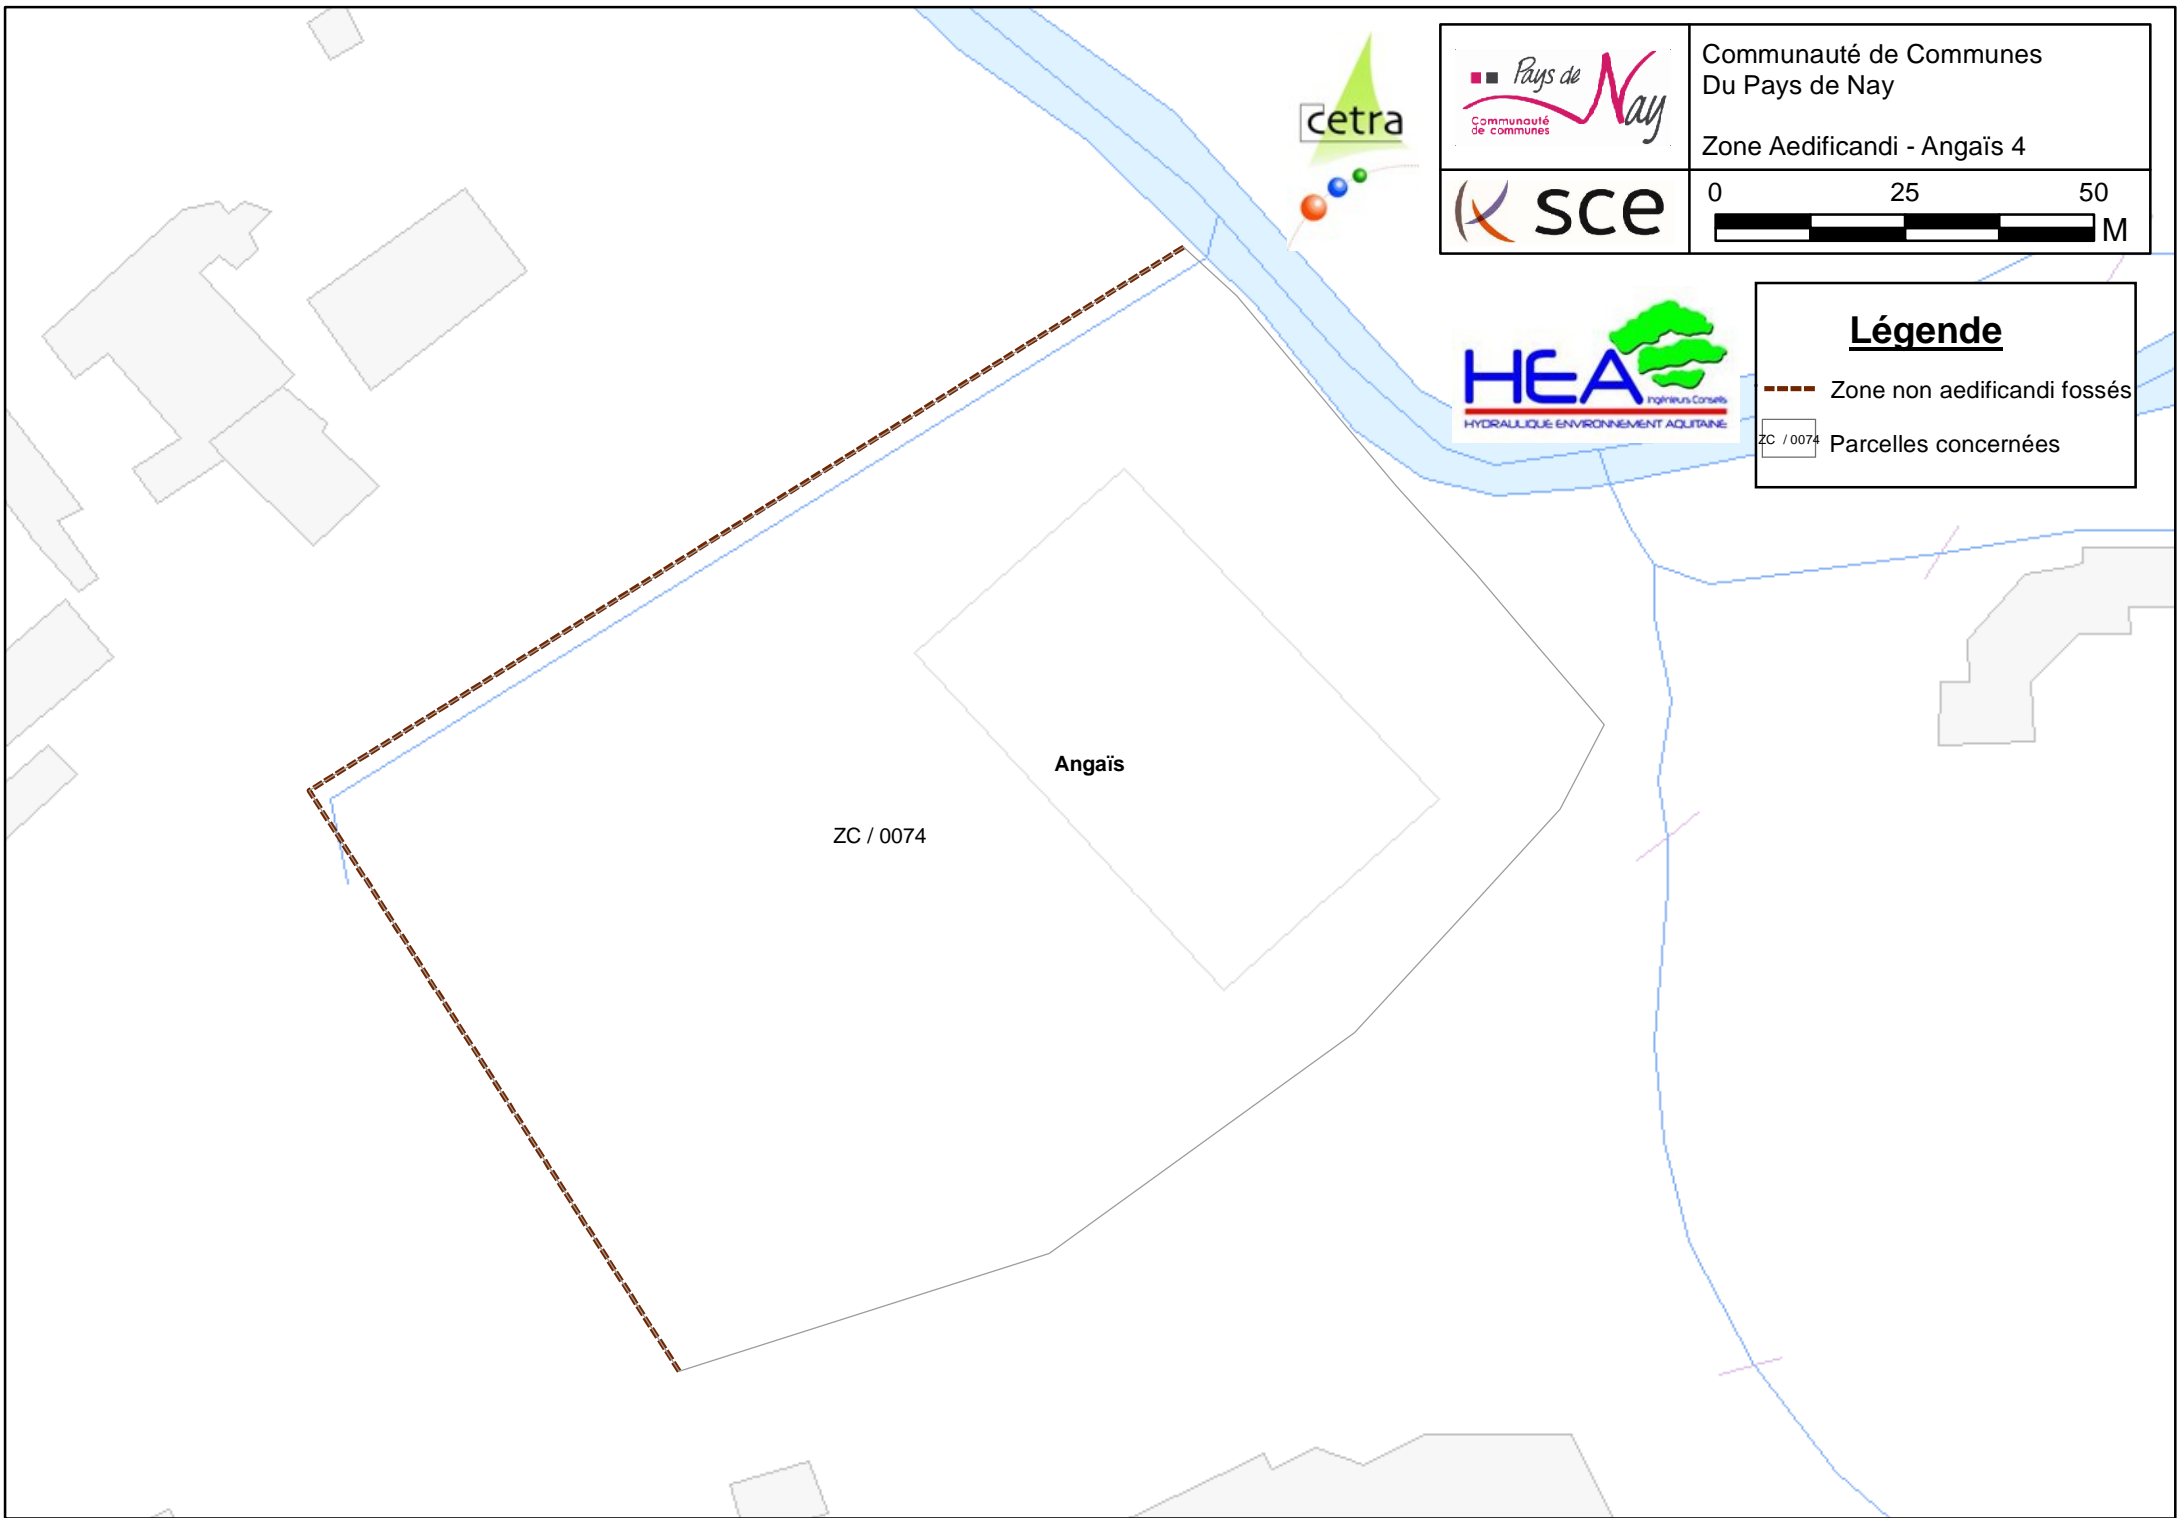 cetra
Pays de Nay
Communauté
de communes
Communauté de Communes
Du Pays de Nay
Zone Aedificandi - Angaïs 4
sce
0 25 50
M
HEA
Ingénieurs Conseils
HYDRAULIQUE ENVIRONNEMENT AQUITAINE
Légende
Zone non aedificandi fossés
ZC / 0074
Parcelles concernées
Angaïs
ZC / 0074